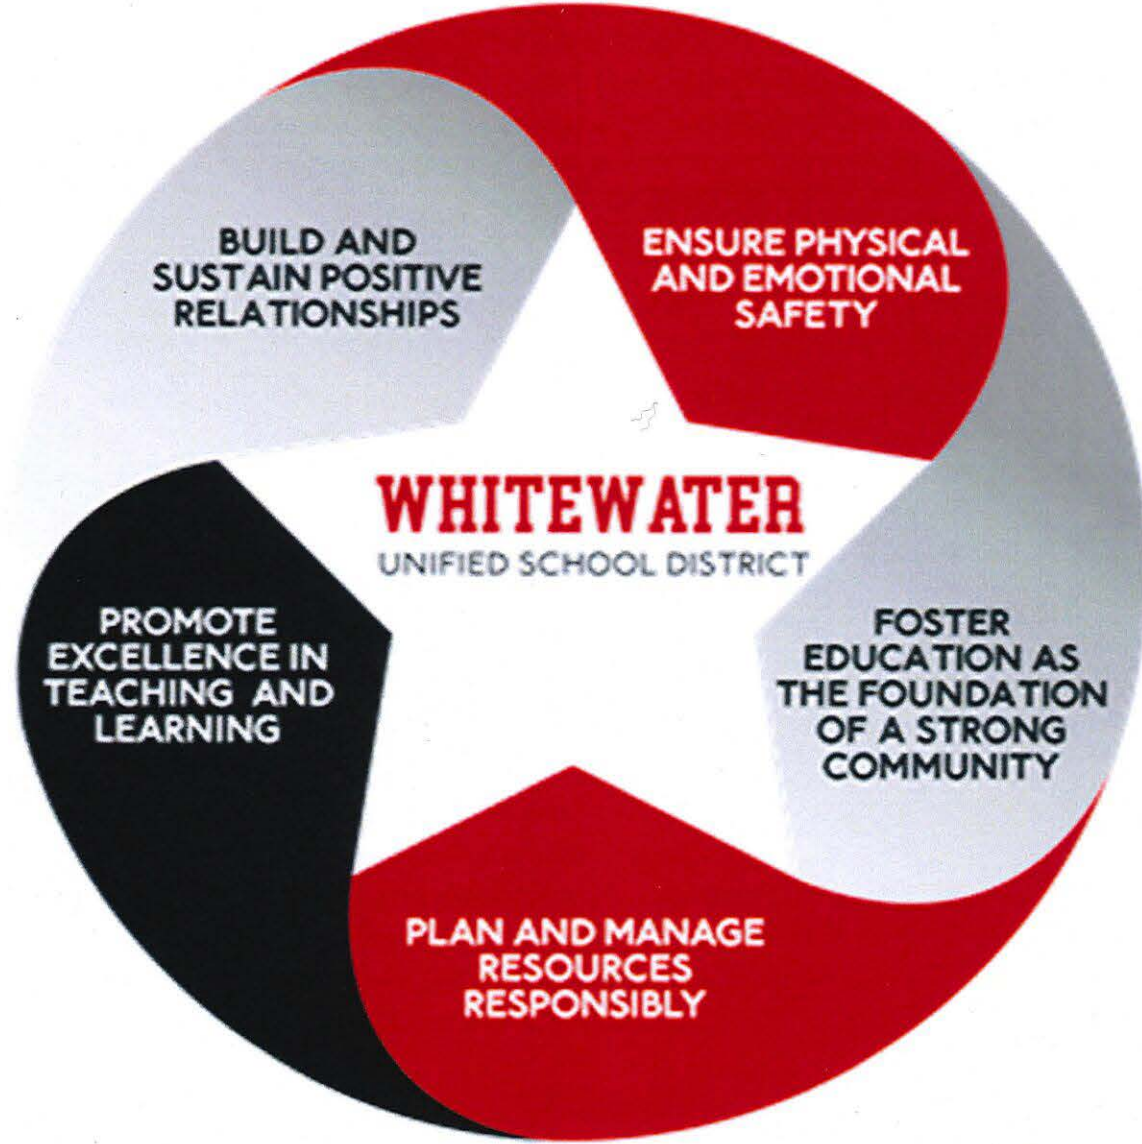 BUILD AND
SUSTAIN POSITIVE
RELATIONSHIPS
ENSURE PHYSICAL
AND EMOTIONAL
SAFETY
WHITEWATER
UNIFIED SCHOOL DISTRICT
PROMOTE
EXCELLENCE IN
TEACHING AND
LEARNING
FOSTER
EDUCATION AS
THE FOUNDATION
OF A STRONG
COMMUNITY
PLAN AND MANAGE
RESOURCES
RESPONSIBLY